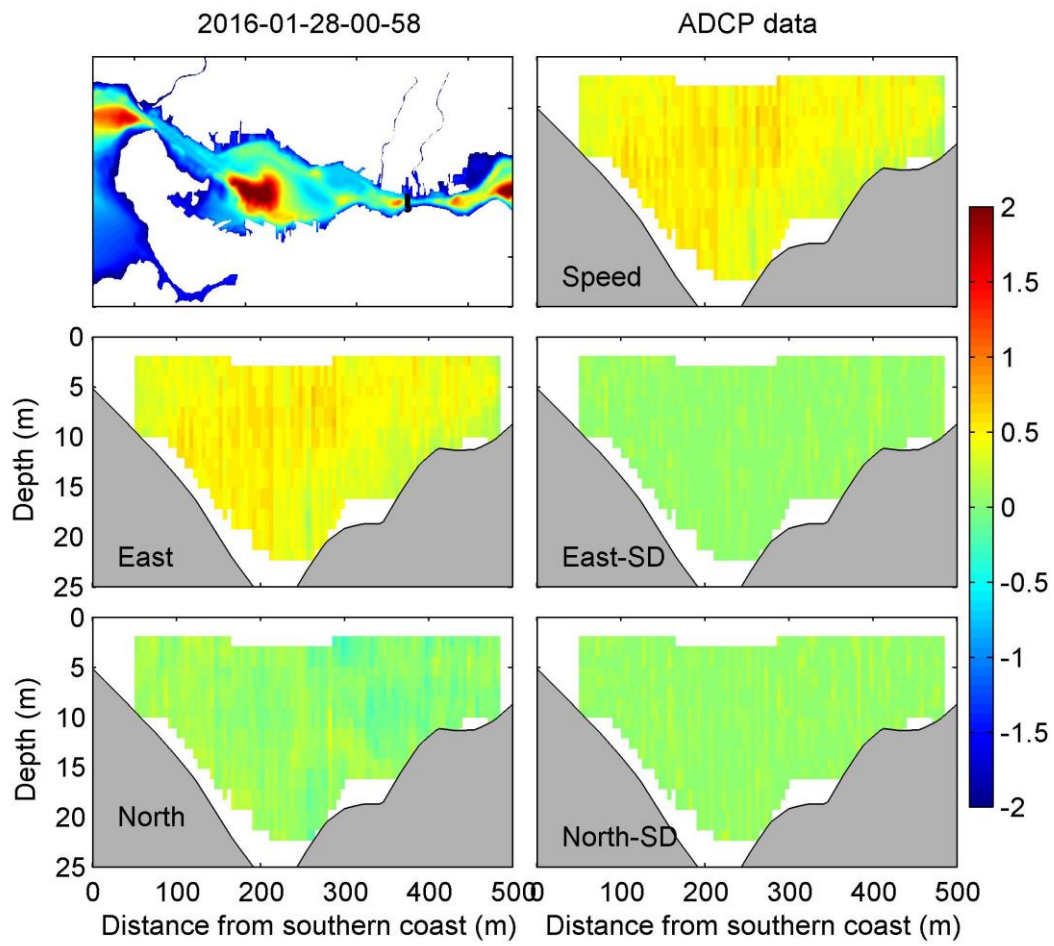 2016-01-28-00-58
ADCP data
Speed
0
5
10
15
20
25
Depth (m)
East
East-SD
2
1.5
1
0.5
0
-0.5
-1
-1.5
-2
0
5
10
15
20
25
Depth (m)
North
North-SD
0 100 200 300 400 500
0 100 200 300 400 500
Distance from southern coast (m)
Distance from southern coast (m)